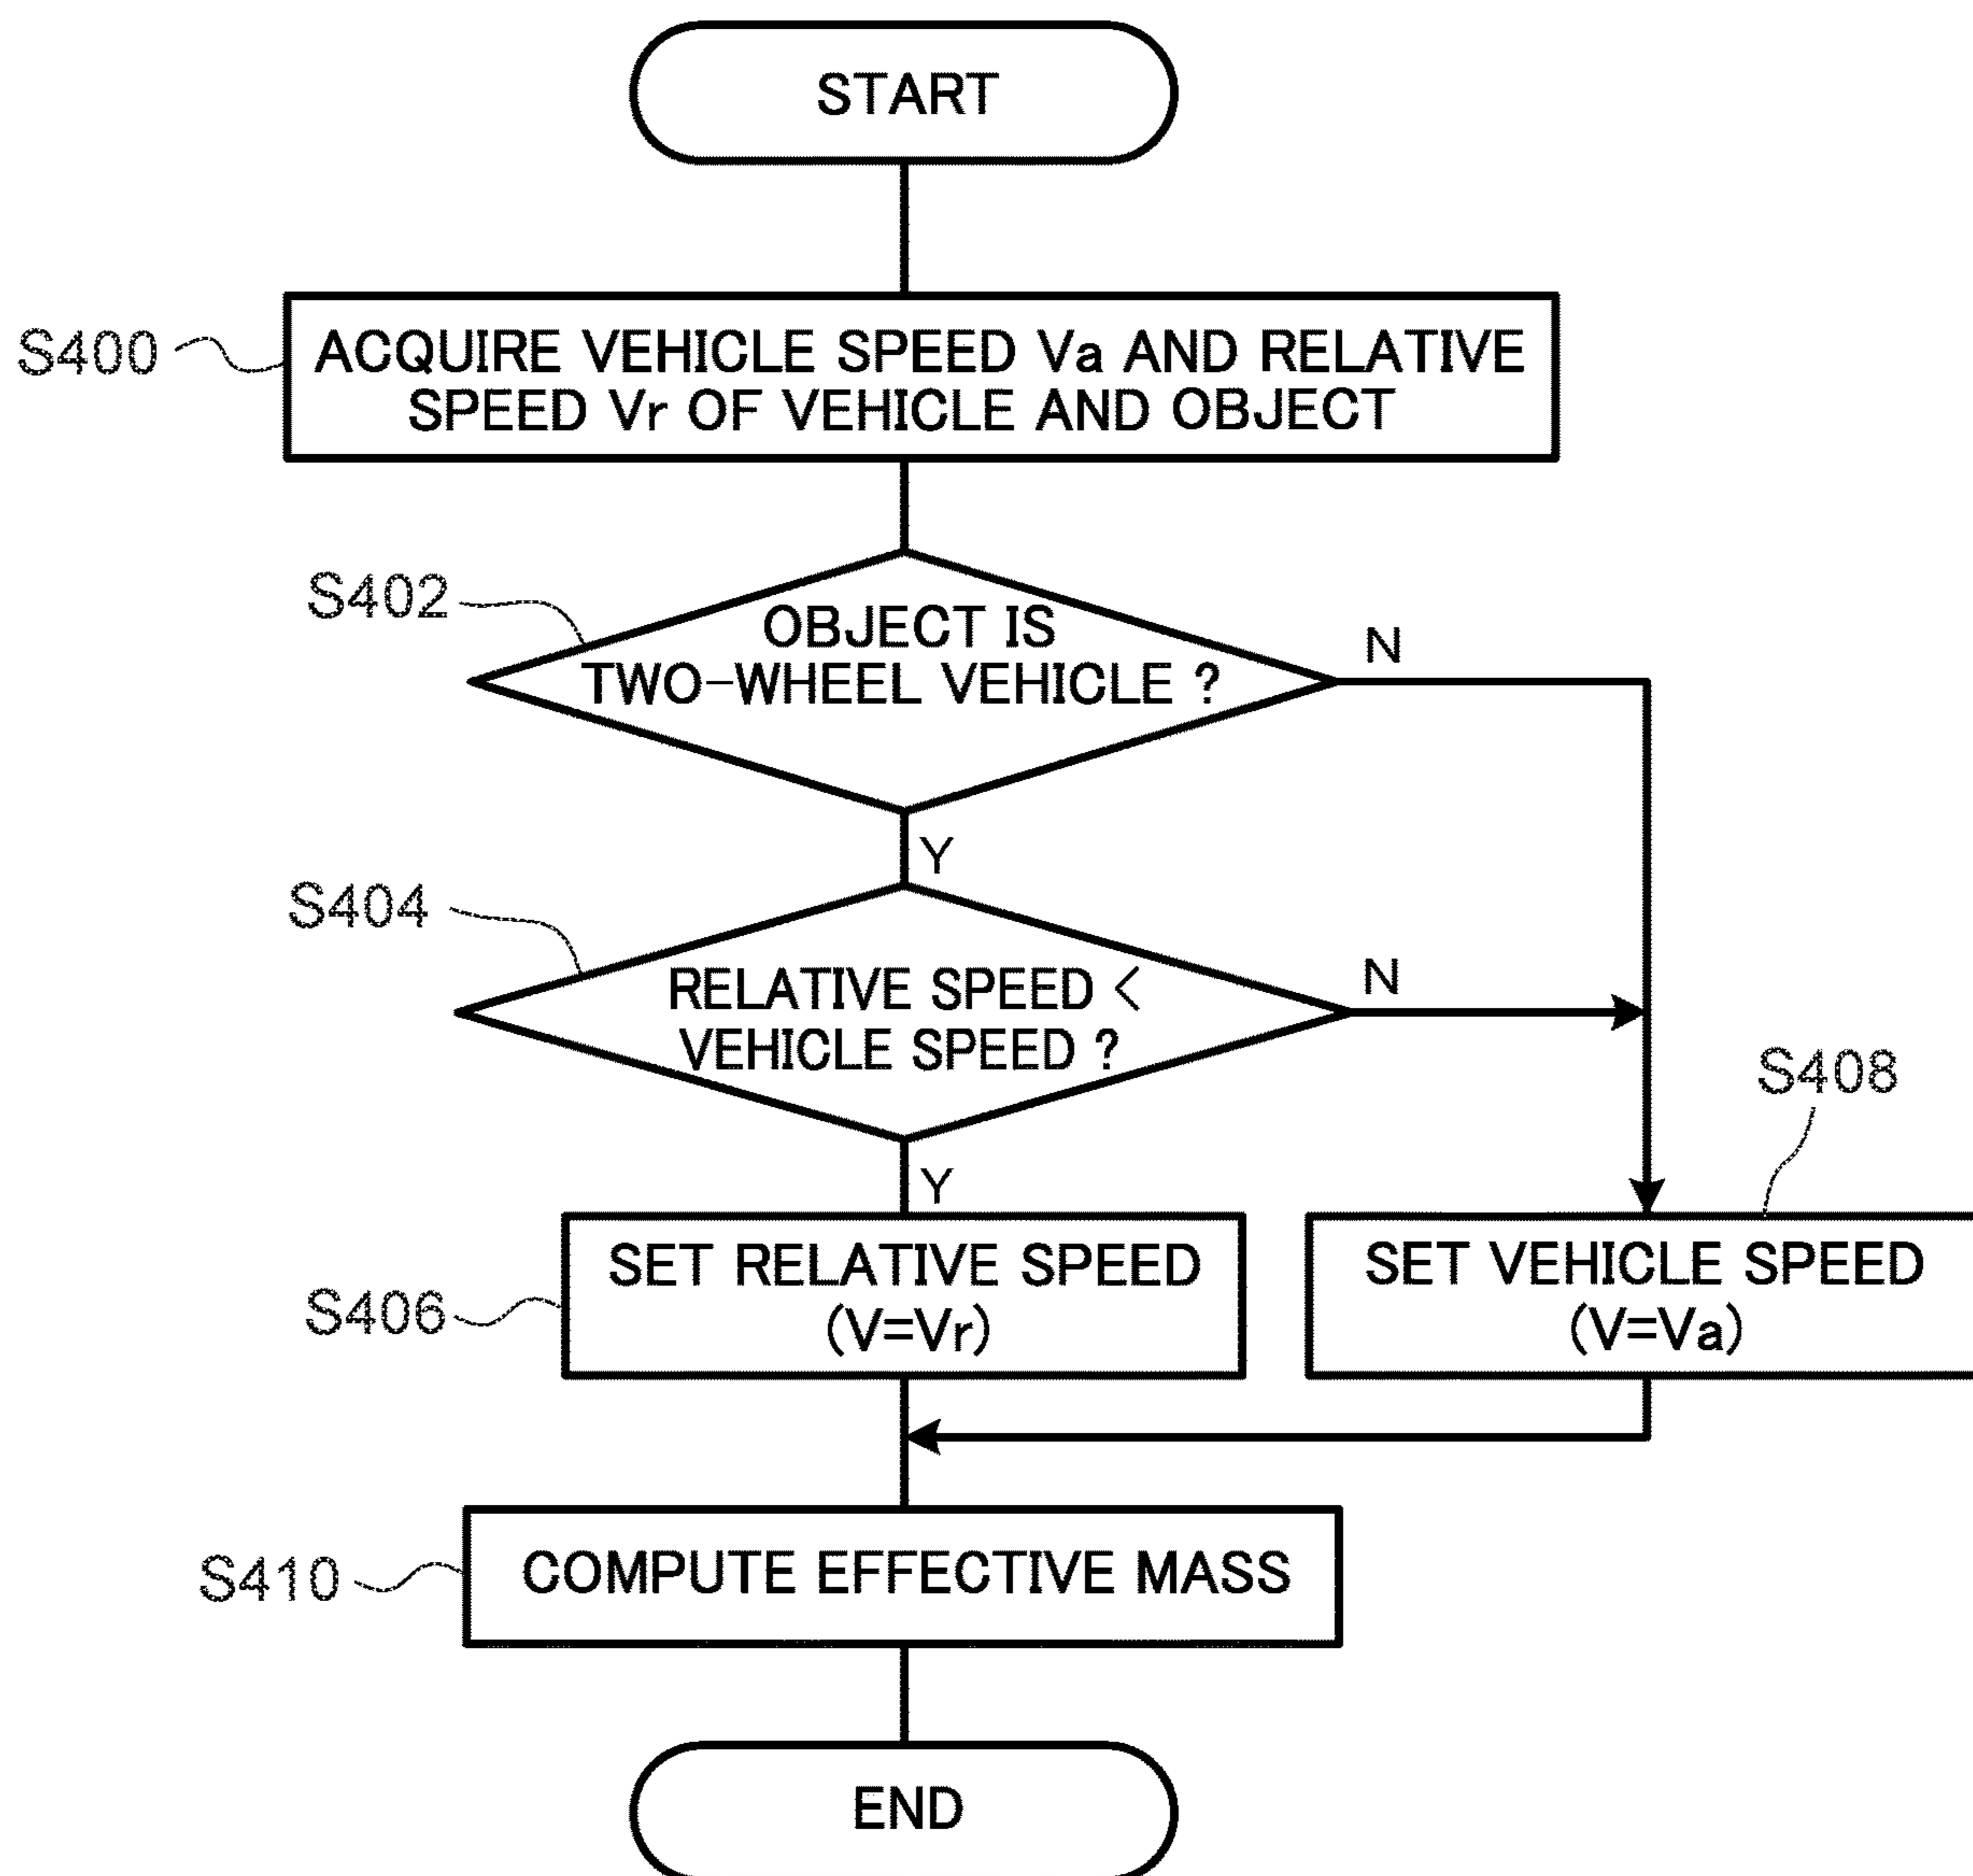 START
S400
ACQUIRE VEHICLE SPEED Va AND RELATIVE
SPEED Vr OF VEHICLE AND OBJECT
S402
OBJECT IS
TWO-WHEEL VEHICLE ?
N
Y
S404
RELATIVE SPEED <
VEHICLE SPEED ?
N
Y
S408
S406
SET RELATIVE SPEED
(V=Vr)
SET VEHICLE SPEED
(V=Va)
S410
COMPUTE EFFECTIVE MASS
END